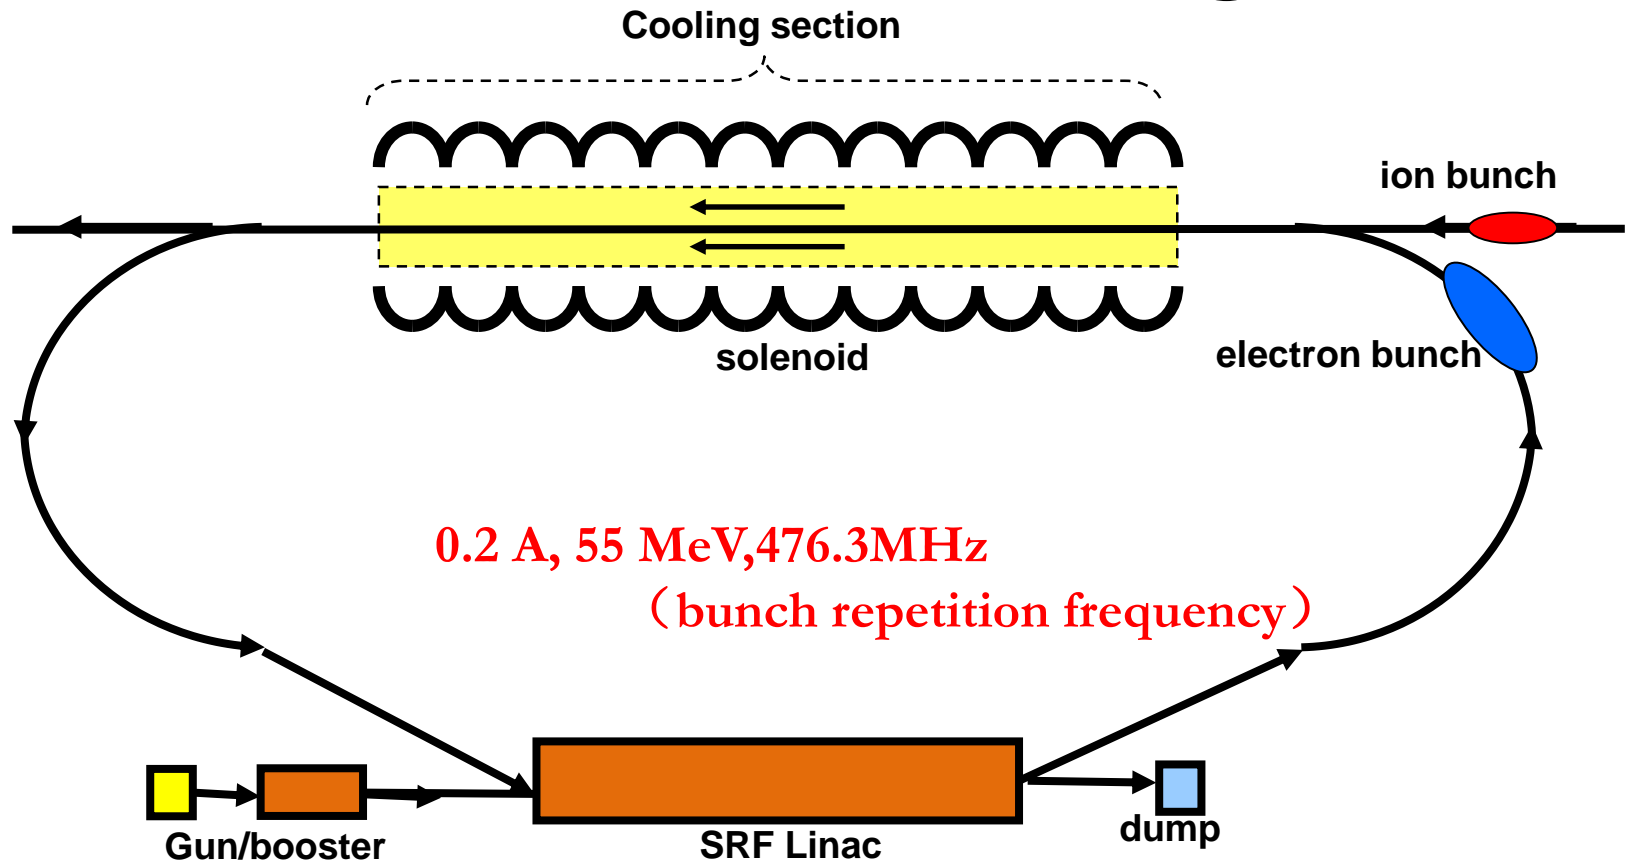 Cooling section
ion bunch
solenoid
electron bunch
0.2 A, 55 MeV,476.3MHz
（bunch repetition frequency）
Gun/booster
SRF Linac
dump